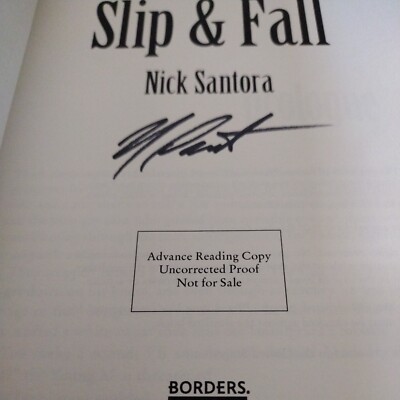 Slip & Fall
Nick Santora
Advance Reading Copy
Uncorrected Proof
Not for Sale
BORDERS.